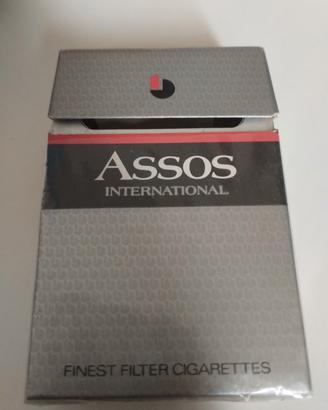 ASSOS
INTERNATIONAL
FINEST FILTER CIGARETTES